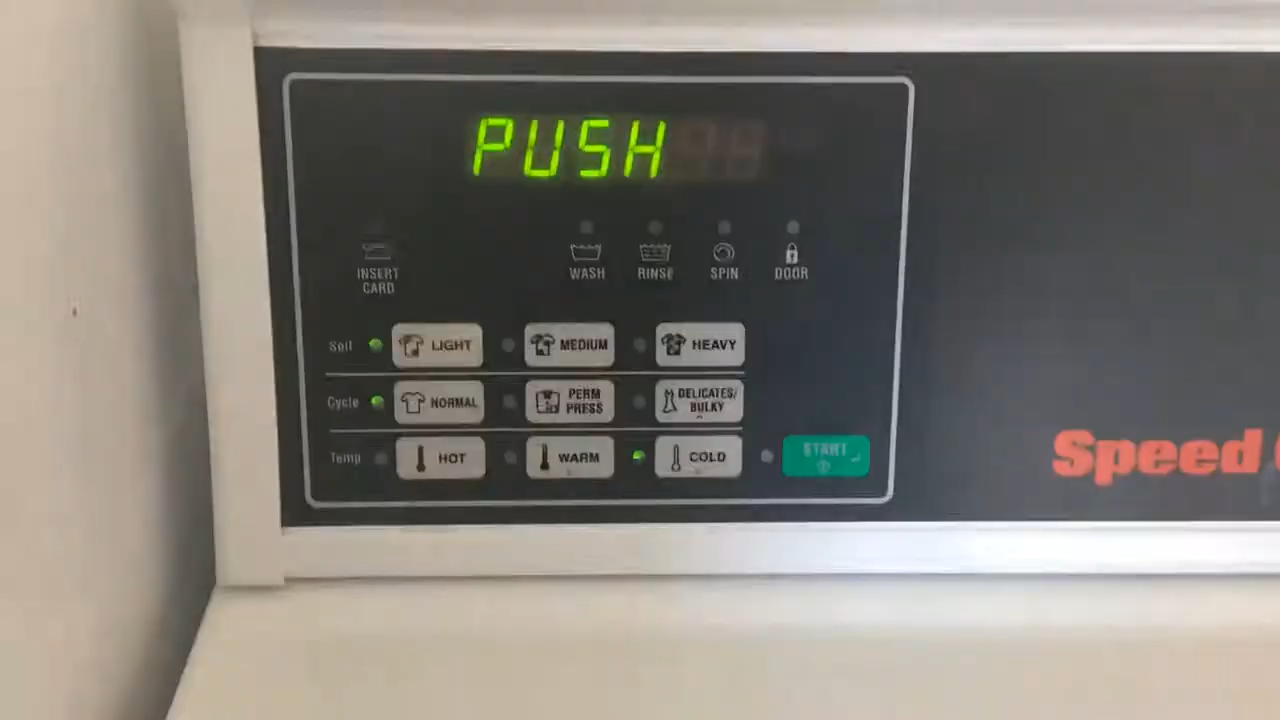 PUSH
INSERT CARD
WASH
RINSE
SPIN
DOOR
Soil LIGHT MEDIUM HEAVY
Cycle NORMAL PERM PRESS DELICATES/ BULKY
Temp HOT WARM COLD START
Speed